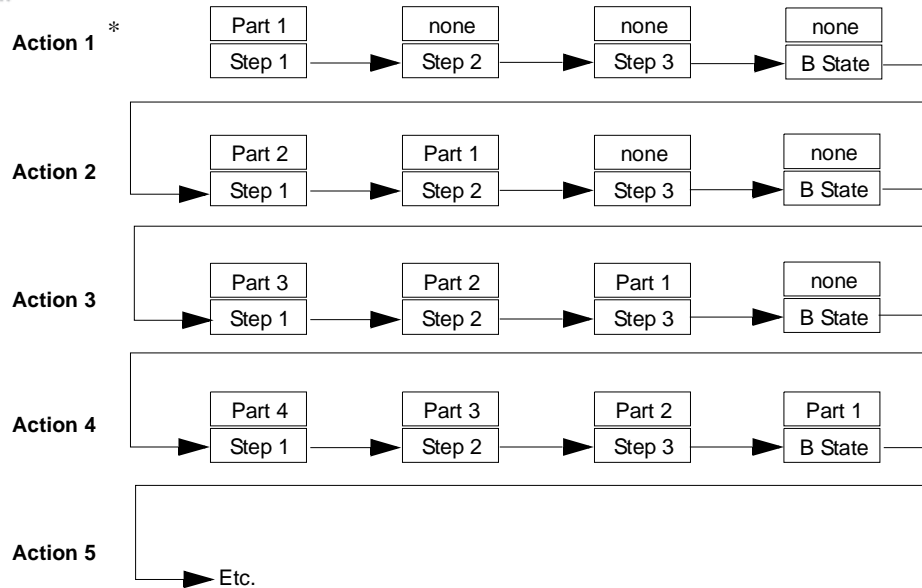 Action 1 *
Part 1 none none none
Step 1 Step 2 Step 3 B State
Action 2
Part 2 Part 1 none none
Step 1 Step 2 Step 3 B State
Action 3
Part 3 Part 2 Part 1 none
Step 1 Step 2 Step 3 B State
Action 4
Part 4 Part 3 Part 2 Part 1
Step 1 Step 2 Step 3 B State
Action 5
Etc.